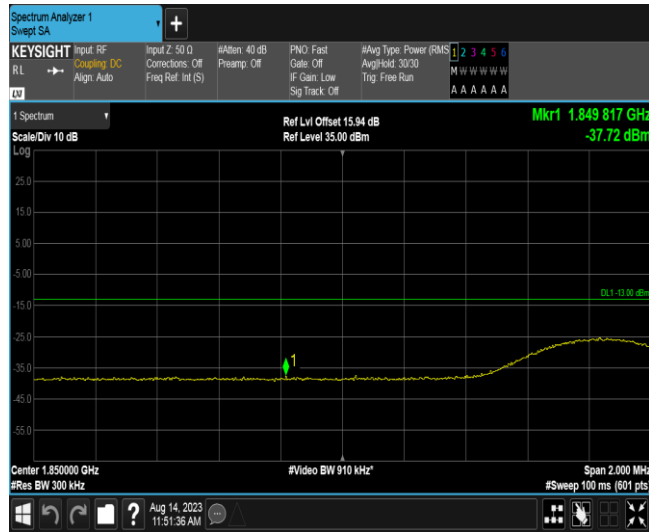 Spectrum Analyzer 1
Swept SA
+
KEYSIGHT
RL
LXI
Input: RF
Coupling: DC
Align: Auto
Input Z: 50 Ω
Corrections: Off
Freq Ref: Int (S)
#Atten: 40 dB
Preamp: Off
PNO: Fast
Gate: Off
IF Gain: Low
Sig Track: Off
#Avg Type: Power (RMS
Avg|Hold: 30/30
Trig: Free Run
1 2 3 4 5 6
M W W W W W
A A A A A A
1 Spectrum
Scale/Div 10 dB
Log
Ref Lvl Offset 15.94 dB
Ref Level 35.00 dBm
Mkr1 1.849 817 GHz
-37.72 dBm
25.0
15.0
5.00
-5.00
DL1 -13.00 dBm
-15.0
-25.0
1
-35.0
-45.0
-55.0
Center 1.850000 GHz
#Res BW 300 kHz
#Video BW 910 kHz*
Span 2.000 MHz
#Sweep 100 ms (601 pts)
?
Aug 14, 2023
11:51:36 AM